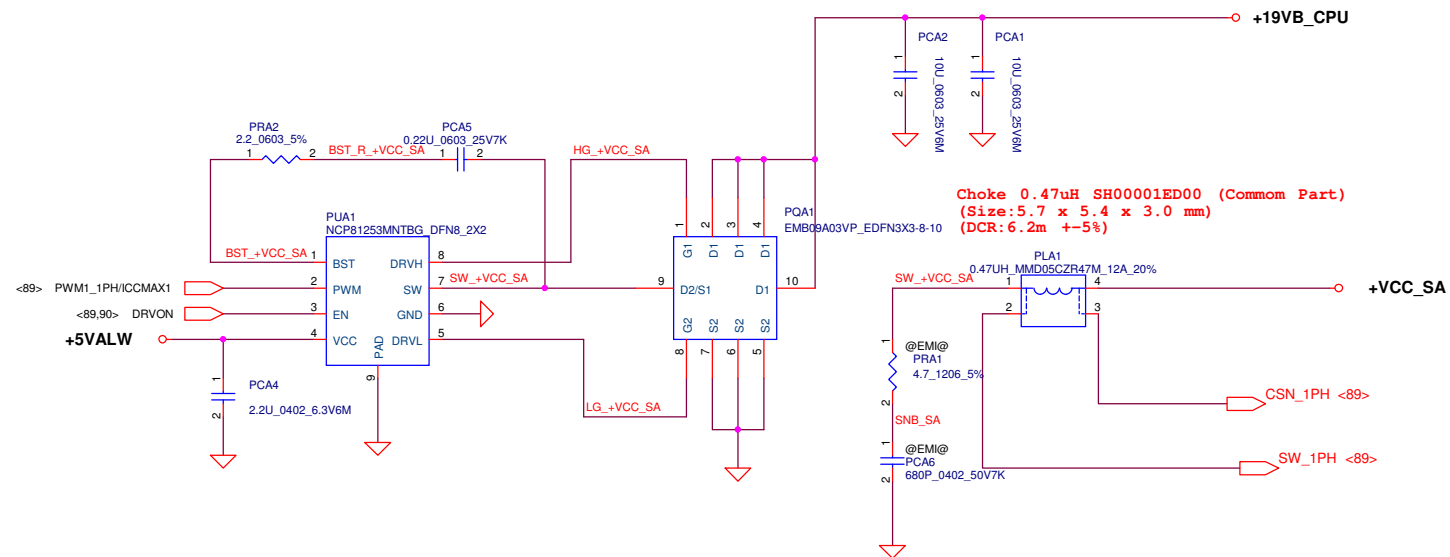 +19VB_CPU
PCA2
1
2
10U_0603_25V6M
PCA1
1
2
10U_0603_25V6M
PRA2
2.2_0603_5%
1
2
BST_R_+VCC_SA
PCA5
0.22U_0603_25V7K
1
2
HG_+VCC_SA
Choke 0.47uH SH00001ED00 (Commom Part)
(Size:5.7 x 5.4 x 3.0 mm)
(DCR:6.2m +-5%)
PUA1
NCP81253MNTBG_DFN8_2X2
BST_+VCC_SA
1
BST
DRVH
8
<89> PWM1_1PH/ICCMAX1
2
PWM
SW
7
SW_+VCC_SA
<89,90> DRVON
3
EN
GND
6
+5VALW
4
VCC
DRVL
5
PAD
9
PCA4
1
2
2.2U_0402_6.3V6M
LG_+VCC_SA
PQA1
EMB09A03VP_EDFN3X3-8-10
1
2
3
4
G1
D1
D1
D1
9
D2/S1
D1
10
G2
S2
S2
S2
8
7
6
5
PLA1
0.47UH_MMD05CZR47M_12A_20%
SW_+VCC_SA
1
4
+VCC_SA
2
3
@EMI@
PRA1
4.7_1206_5%
1
2
SNB_SA
@EMI@
PCA6
680P_0402_50V7K
1
2
CSN_1PH <89>
SW_1PH <89>